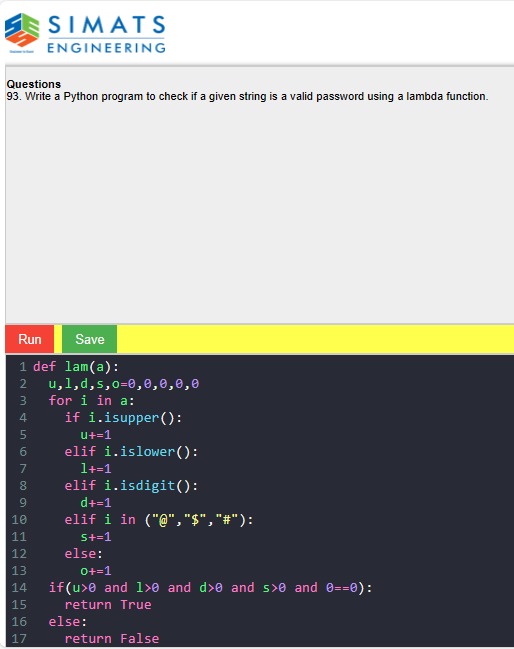 SIMATS
ENGINEERING
Questions
93. Write a Python program to check if a given string is a valid password using a lambda function.
Run Save
1 def lam(a):
2   u,l,d,s,o=0,0,0,0,0
3   for i in a:
4     if i.isupper():
5       u+=1
6     elif i.islower():
7       l+=1
8     elif i.isdigit():
9       d+=1
10     elif i in ("@","$","#"):
11       s+=1
12     else:
13       o+=1
14   if(u>0 and l>0 and d>0 and s>0 and 0==0):
15     return True
16   else:
17     return False